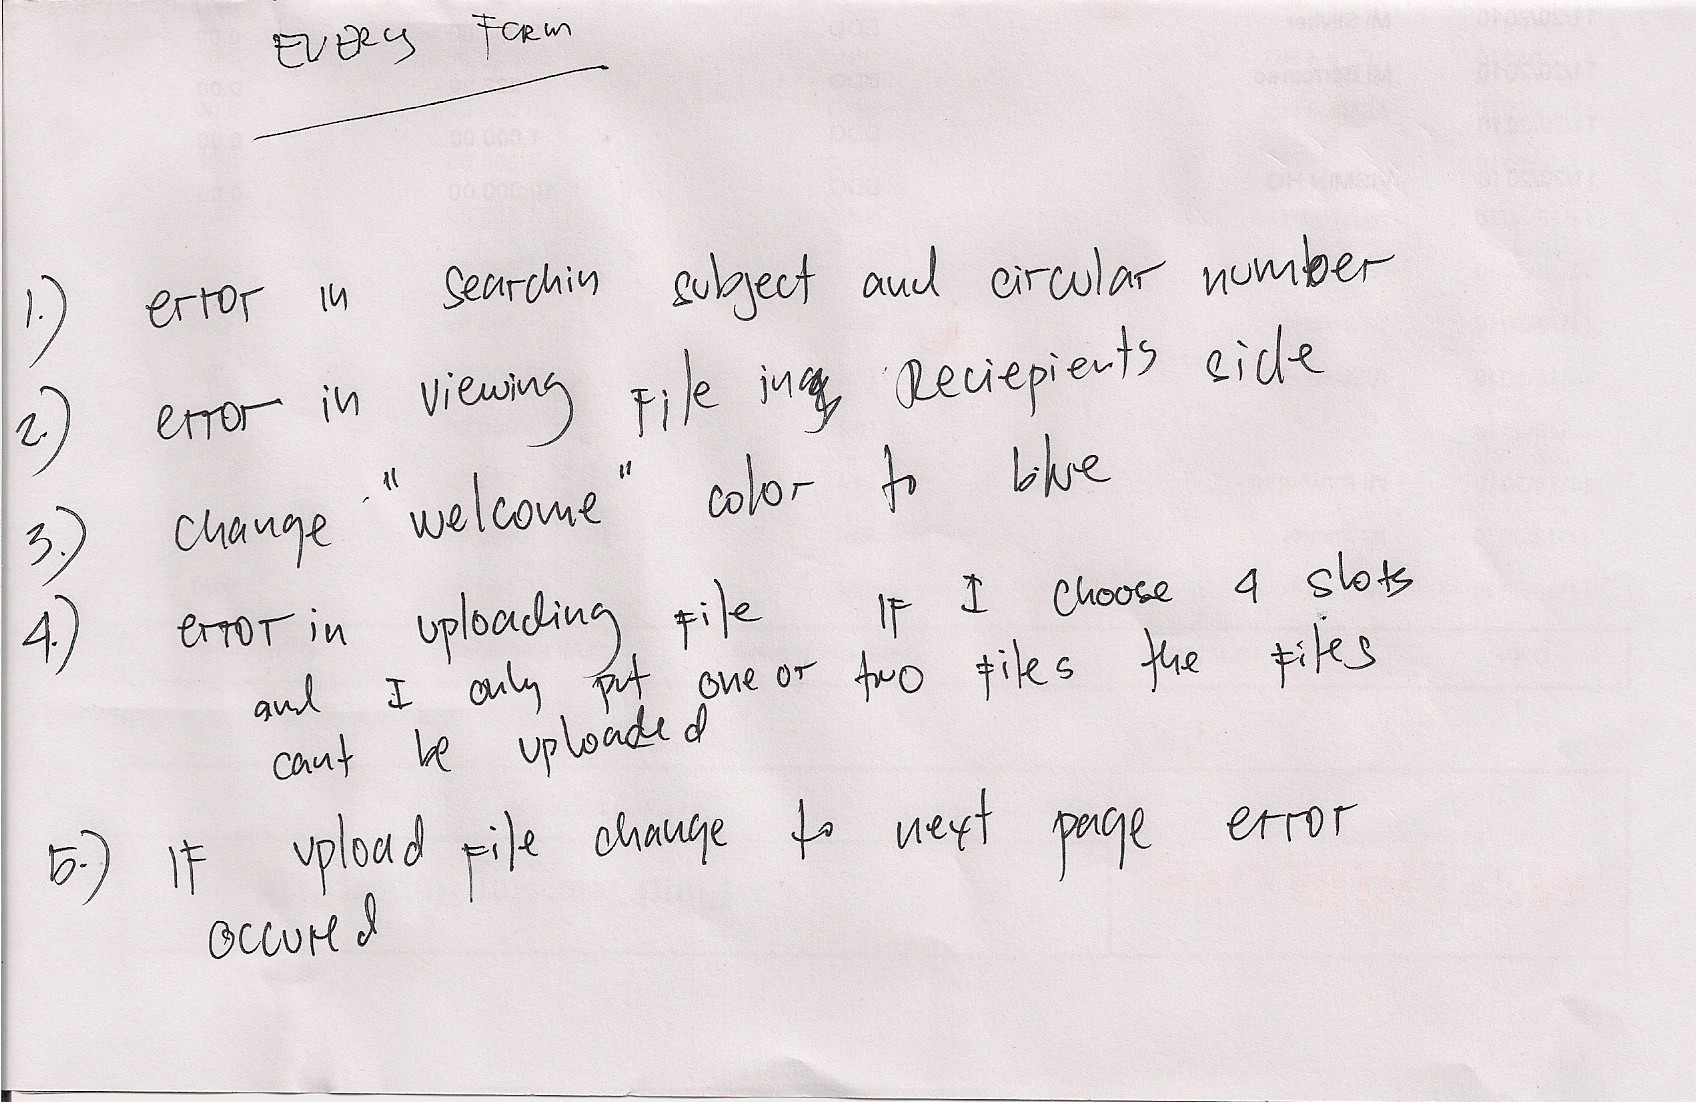 EVERY FORM
1.) error in searchin subject and circular number
2.) error in viewing File in Reciepients side
3.) change "welcome" color to blue
4.) error in uploading file IF I choose 4 slots
and I only put one or two files the files
cant be uploaded
5.) IF upload file change to next page error
occured